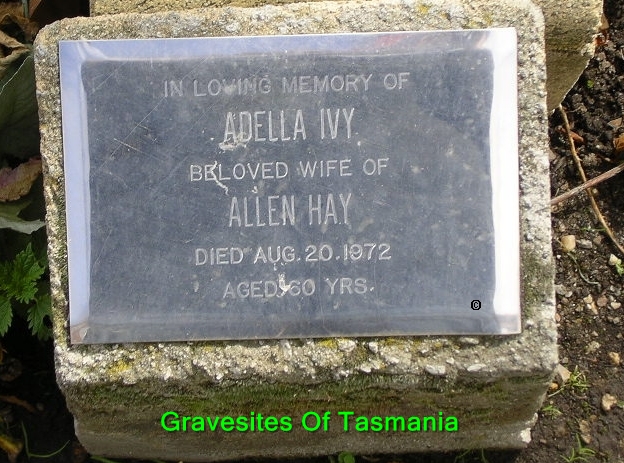 IN LOVING MEMORY OF
ADELLA IVY
BELOVED WIFE OF
ALLEN HAY
DIED AUG. 20. 1972
AGED 60 YRS.
©
Gravesites Of Tasmania